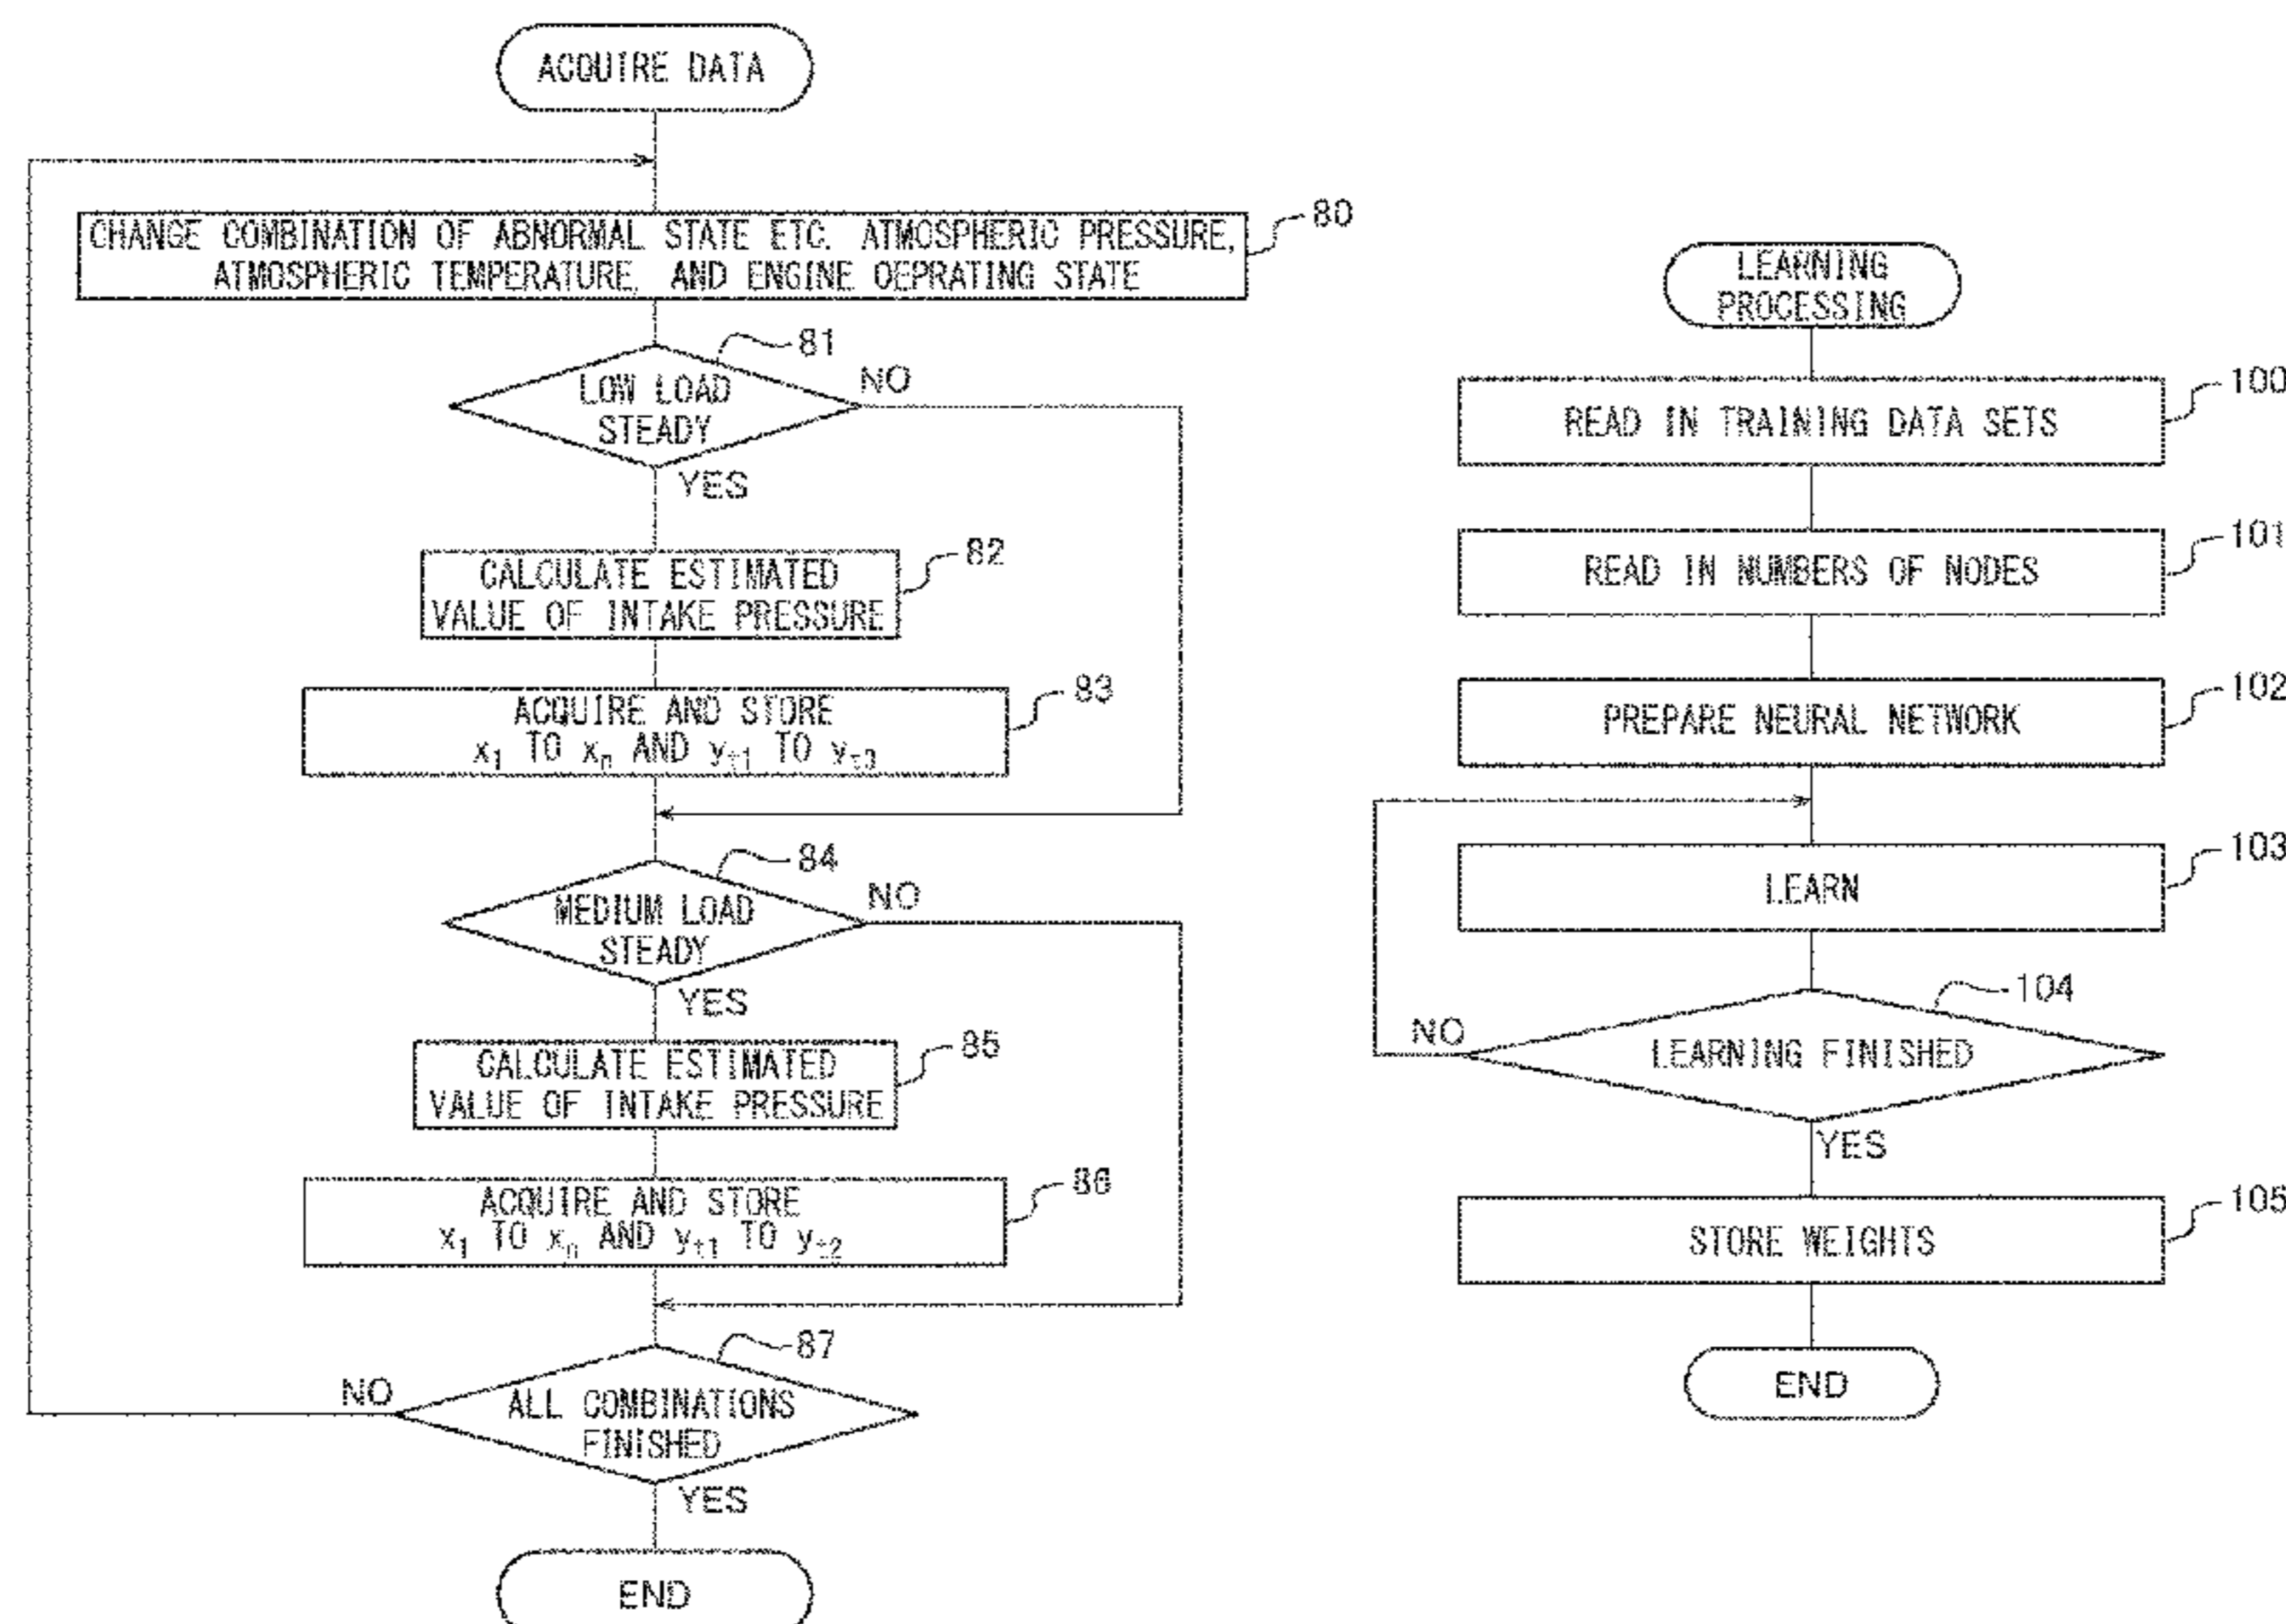 ACQUIRE DATA
CHANGE COMBINATION OF ABNORMAL STATE ETC. ATMOSPHERIC PRESSURE,
ATMOSPHERIC TEMPERATURE, AND ENGINE OEPRATING STATE
80
LOW LOAD
STEADY
81
NO
YES
CALCULATE ESTIMATED
VALUE OF INTAKE PRESSURE
82
ACQUIRE AND STORE
x1 TO xn AND yt1 TO yt3
83
MEDIUM LOAD
STEADY
84
NO
YES
CALCULATE ESTIMATED
VALUE OF INTAKE PRESSURE
85
ACQUIRE AND STORE
x1 TO xn AND yt1 TO yt2
86
ALL COMBINATIONS
FINISHED
87
NO
YES
END
LEARNING
PROCESSING
READ IN TRAINING DATA SETS
100
READ IN NUMBERS OF NODES
101
PREPARE NEURAL NETWORK
102
LEARN
103
LEARNING FINISHED
104
NO
YES
STORE WEIGHTS
105
END